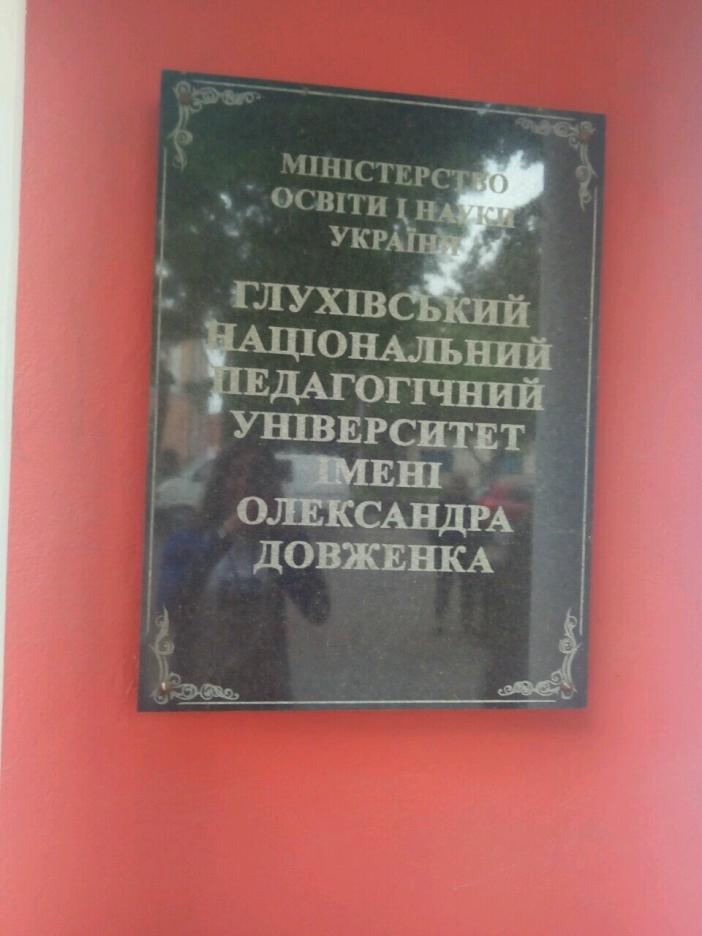 МІНІСТЕРСТВО
ОСВІТИ І НАУКИ
УКРАЇНИ
ГЛУХІВСЬКИЙ
НАЦІОНАЛЬНИЙ
ПЕДАГОГІЧНИЙ
УНІВЕРСИТЕТ
ІМЕНІ
ОЛЕКСАНДРА
ДОВЖЕНКА